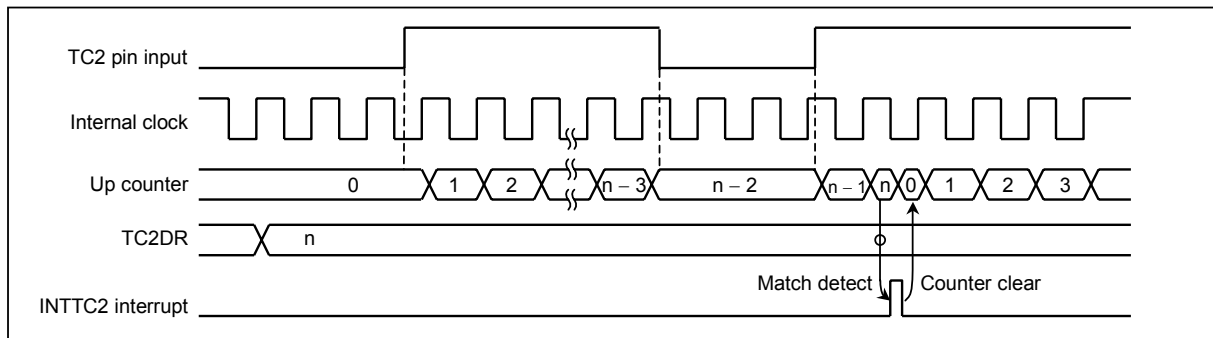 TC2 pin input
Internal clock
Up counter 0 1 2 n – 3 n – 2 n – 1 n 0 1 2 3
TC2DR n
Match detect Counter clear
INTTC2 interrupt